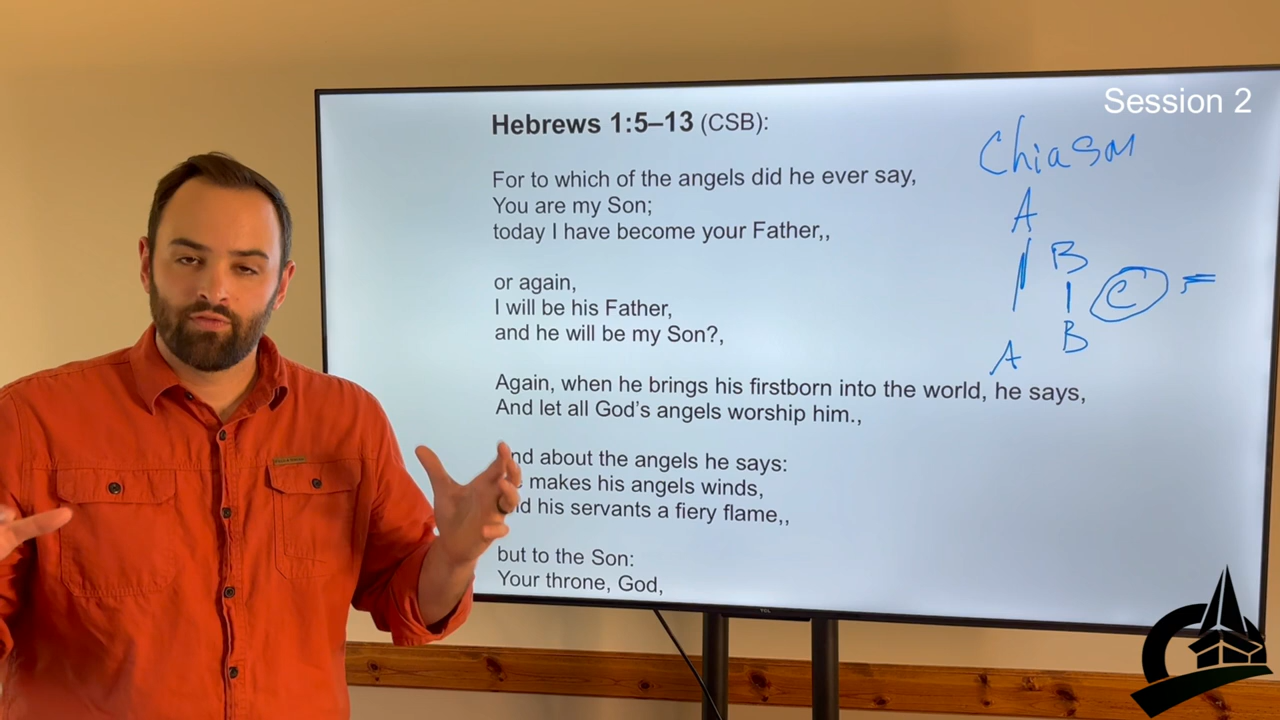 Session 2
Hebrews 1:5–13 (CSB):
For to which of the angels did he ever say,
You are my Son;
today I have become your Father,,
or again,
I will be his Father,
and he will be my Son?,
Again, when he brings his firstborn into the world, he says,
And let all God's angels worship him.,
nd about the angels he says:
makes his angels winds,
his servants a fiery flame,,
but to the Son:
Your throne, God,
Chiasm
A
B
C =
B
A